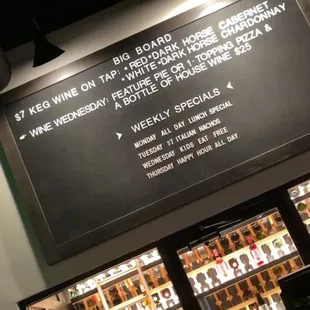 BIG BOARD
$7 KEG WINE ON TAP: •RED•DARK HORSE CABERNET
•WHITE•DARK HORSE CHARDONNAY
WINE WEDNESDAY: FEATURE PIE OR 1-TOPPING PIZZA &
A BOTTLE OF HOUSE WINE $25
WEEKLY SPECIALS
MONDAY ALL DAY LUNCH SPECIAL
TUESDAY $7 ITALIAN NACHOS
WEDNESDAY KIDS EAT FREE
THURSDAY HAPPY HOUR ALL DAY